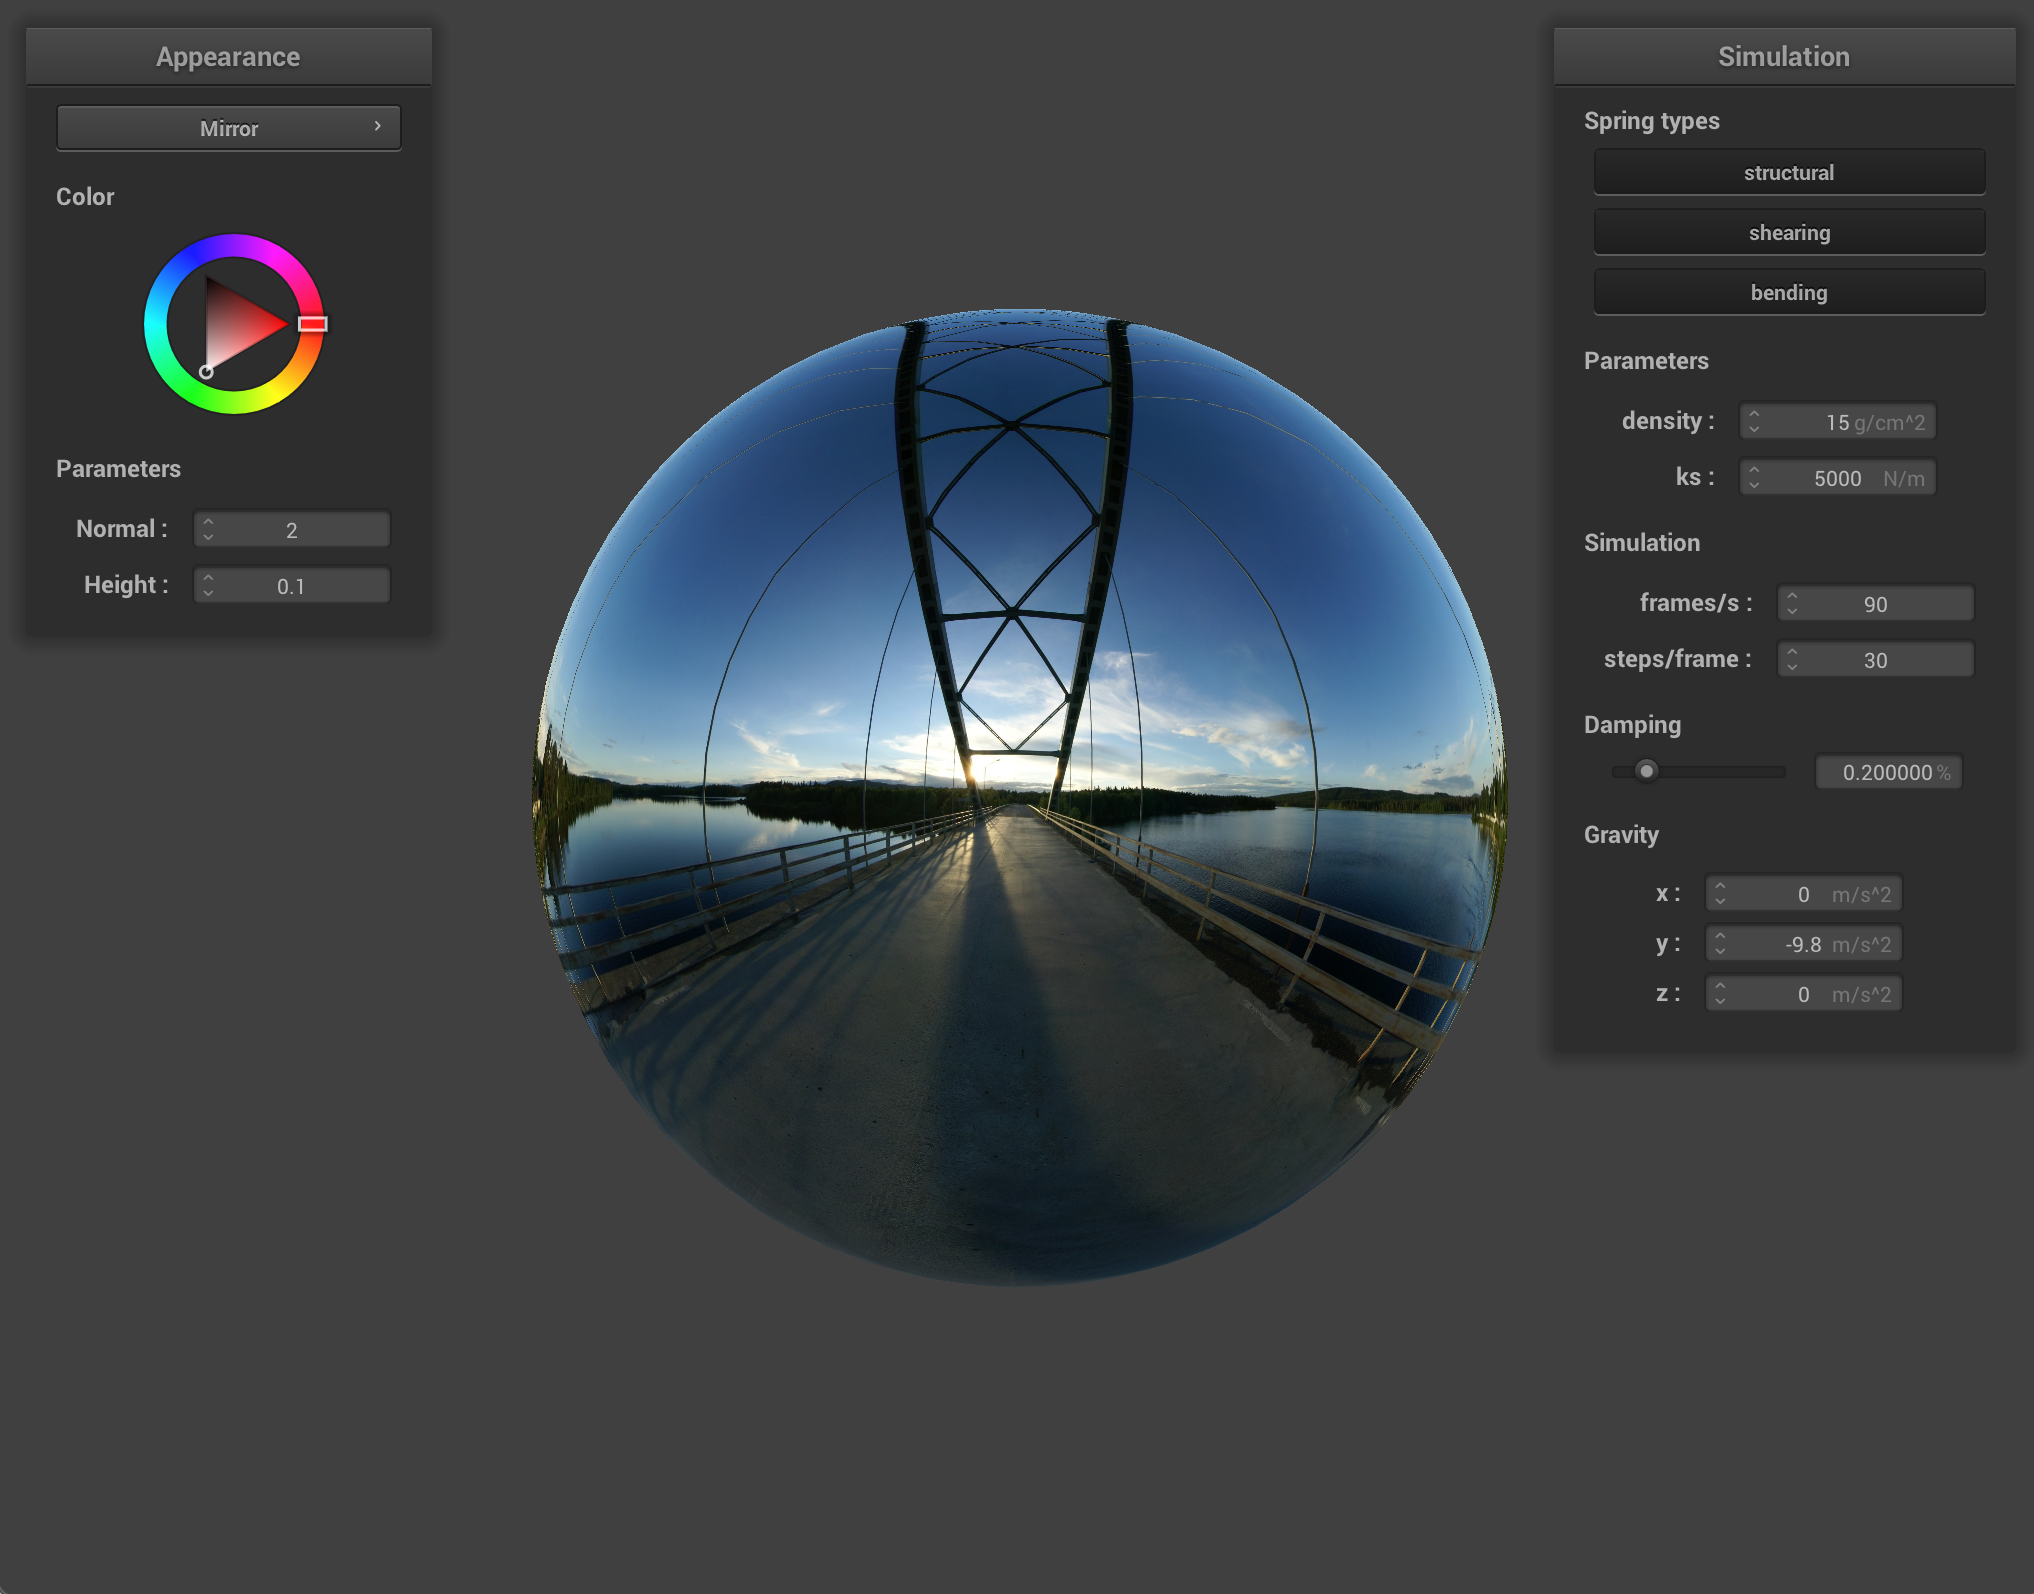 Appearance
Mirror
Color
Parameters
Normal : 2
Height : 0.1
Simulation
Spring types
structural
shearing
bending
Parameters
density : 15 g/cm^2
ks : 5000 N/m
Simulation
frames/s : 90
steps/frame : 30
Damping
0.200000 %
Gravity
x : 0 m/s^2
y : -9.8 m/s^2
z : 0 m/s^2